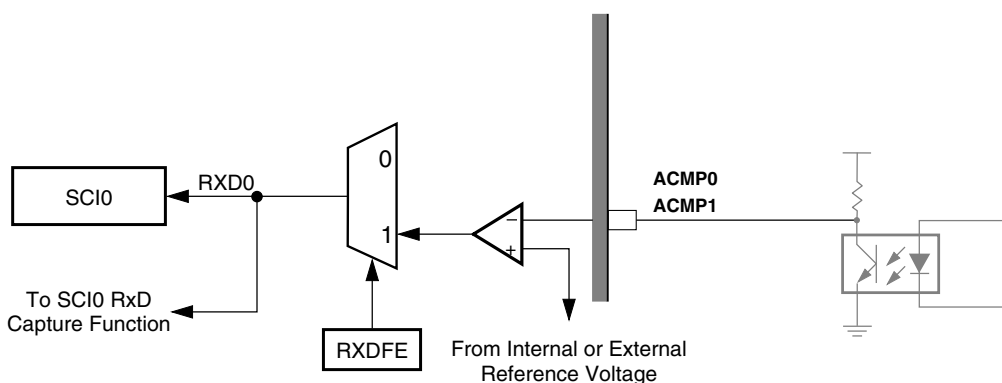 ACMP0
ACMP1
0
RXD0
SCI0
1
−
+
To SCI0 RxD
Capture Function
RXDFE
From Internal or External
Reference Voltage